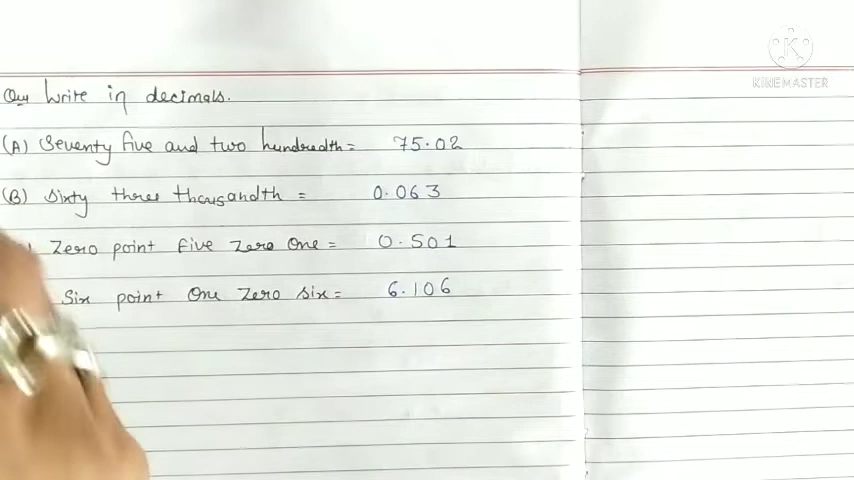 Que Write in decimals.
(A) Seventy five and two hundredth = 75.02
(B) Sixty three thousandth = 0.063
Zero point five zero one = 0.501
Six point one zero six = 6.106
K
KINEMASTER